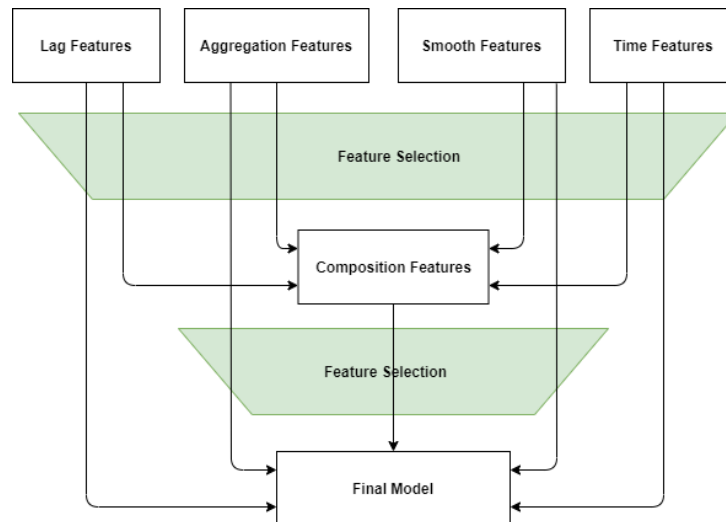 Lag Features
Aggregation Features
Smooth Features
Time Features
Feature Selection
Composition Features
Feature Selection
Final Model